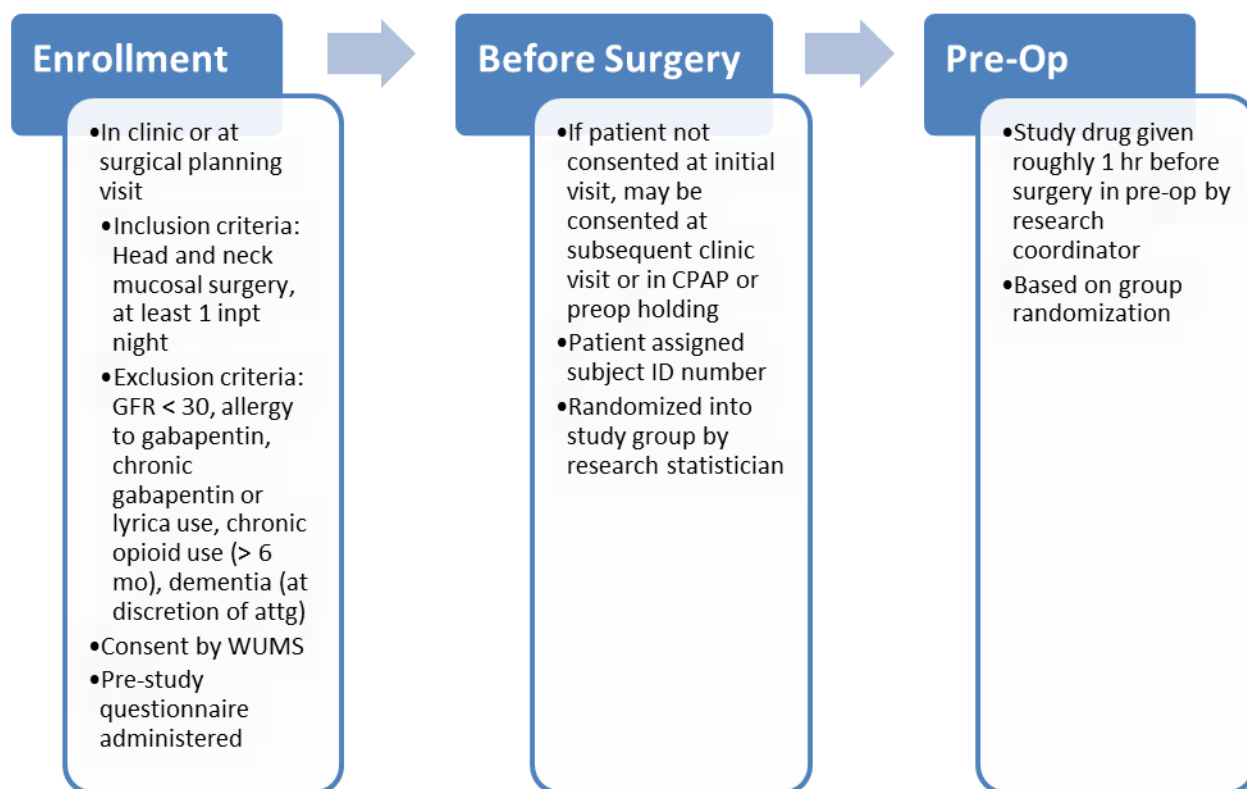 Enrollment
•In clinic or at
surgical planning
visit
•Inclusion criteria:
Head and neck
mucosal surgery,
at least 1 inpt
night
•Exclusion criteria:
GFR < 30, allergy
to gabapentin,
chronic
gabapentin or
lyrica use, chronic
opioid use (> 6
mo), dementia (at
discretion of attg)
•Consent by WUMS
•Pre-study
questionnaire
administered
Before Surgery
•If patient not
consented at initial
visit, may be
consented at
subsequent clinic
visit or in CPAP or
preop holding
•Patient assigned
subject ID number
•Randomized into
study group by
research statistician
Pre-Op
•Study drug given
roughly 1 hr before
surgery in pre-op by
research
coordinator
•Based on group
randomization